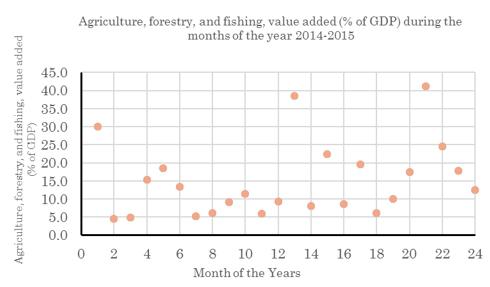 Agriculture, forestry, and fishing, value added (% of GDP) during the
months of the year 2014-2015
Agriculture, forestry, and fishing, value added
(% of GDP)
45.0
40.0
35.0
30.0
25.0
20.0
15.0
10.0
5.0
0.0
0 2 4 6 8 10 12 14 16 18 20 22 24
Month of the Years